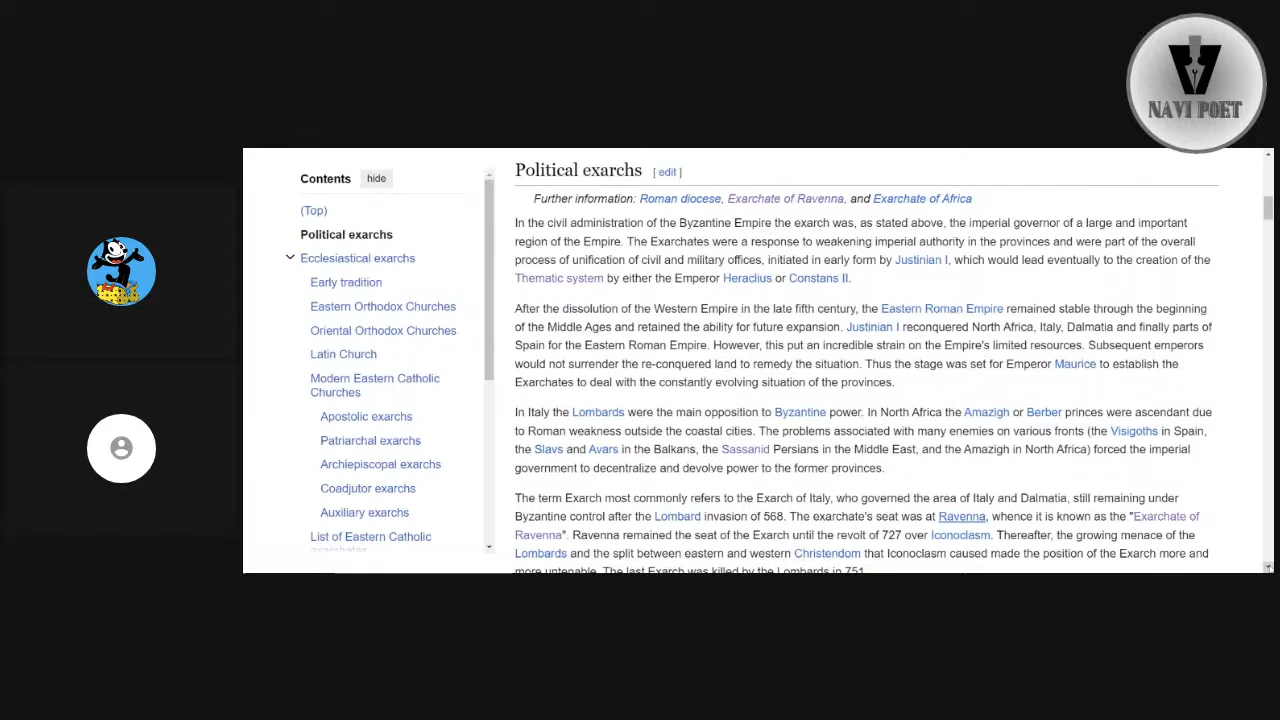 NAVI POET
Contents hide
(Top)
Political exarchs
Ecclesiastical exarchs
Early tradition
Eastern Orthodox Churches
Oriental Orthodox Churches
Latin Church
Modern Eastern Catholic
Churches
Apostolic exarchs
Patriarchal exarchs
Archiepiscopal exarchs
Coadjutor exarchs
Auxiliary exarchs
List of Eastern Catholic
exarchates
Political exarchs [ edit ]
Further information: Roman diocese, Exarchate of Ravenna, and Exarchate of Africa
In the civil administration of the Byzantine Empire the exarch was, as stated above, the imperial governor of a large and important
region of the Empire. The Exarchates were a response to weakening imperial authority in the provinces and were part of the overall
process of unification of civil and military offices, initiated in early form by Justinian I, which would lead eventually to the creation of the
Thematic system by either the Emperor Heraclius or Constans II.
After the dissolution of the Western Empire in the late fifth century, the Eastern Roman Empire remained stable through the beginning
of the Middle Ages and retained the ability for future expansion. Justinian I reconquered North Africa, Italy, Dalmatia and finally parts of
Spain for the Eastern Roman Empire. However, this put an incredible strain on the Empire's limited resources. Subsequent emperors
would not surrender the re-conquered land to remedy the situation. Thus the stage was set for Emperor Maurice to establish the
Exarchates to deal with the constantly evolving situation of the provinces.
In Italy the Lombards were the main opposition to Byzantine power. In North Africa the Amazigh or Berber princes were ascendant due
to Roman weakness outside the coastal cities. The problems associated with many enemies on various fronts (the Visigoths in Spain,
the Slavs and Avars in the Balkans, the Sassanid Persians in the Middle East, and the Amazigh in North Africa) forced the imperial
government to decentralize and devolve power to the former provinces.
The term Exarch most commonly refers to the Exarch of Italy, who governed the area of Italy and Dalmatia, still remaining under
Byzantine control after the Lombard invasion of 568. The exarchate's seat was at Ravenna, whence it is known as the "Exarchate of
Ravenna". Ravenna remained the seat of the Exarch until the revolt of 727 over Iconoclasm. Thereafter, the growing menace of the
Lombards and the split between eastern and western Christendom that Iconoclasm caused made the position of the Exarch more and
more untenable. The last Exarch was killed by the Lombards in 751.